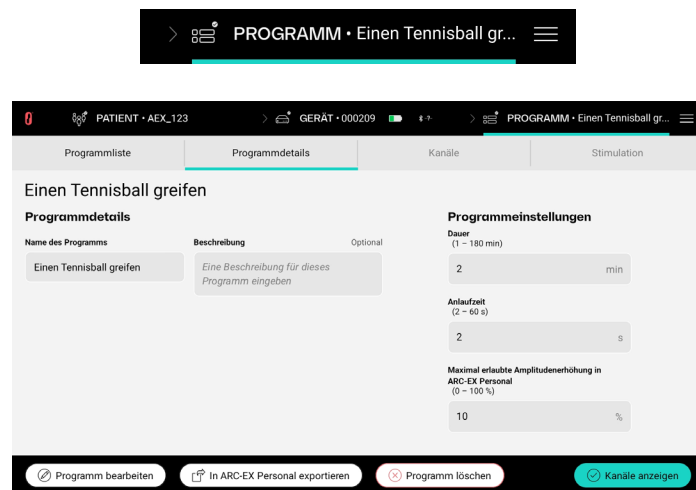 PROGRAMM • Einen Tennisball gr...
PATIENT • AEX_123
GERÄT • 000209
PROGRAMM • Einen Tennisball gr...
Programmliste
Programmdetails
Kanäle
Stimulation
Einen Tennisball greifen
Programmdetails
Name des Programms
Beschreibung
Optional
Einen Tennisball greifen
Eine Beschreibung für dieses
Programm eingeben
Programmeinstellungen
Dauer
(1 – 180 min)
2 min
Anlaufzeit
(2 – 60 s)
2 s
Maximal erlaubte Amplitudenerhöhung in
ARC-EX Personal
(0 – 100 %)
10 %
Programm bearbeiten
In ARC-EX Personal exportieren
Programm löschen
Kanäle anzeigen